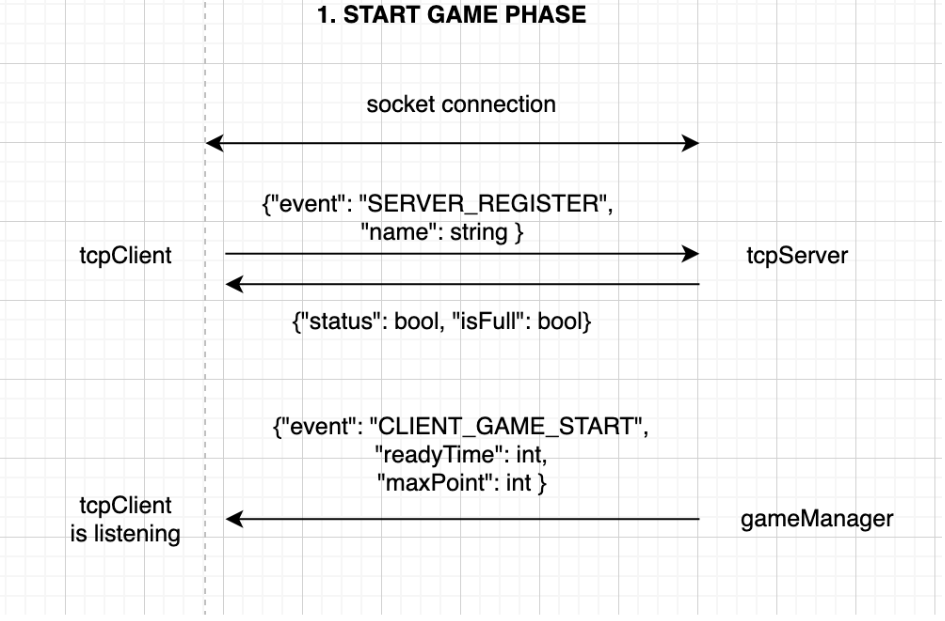 1. START GAME PHASE
socket connection
{"event": "SERVER_REGISTER",
"name": string }
tcpClient
tcpServer
{"status": bool, "isFull": bool}
{"event": "CLIENT_GAME_START",
"readyTime": int,
"maxPoint": int }
tcpClient
is listening
gameManager